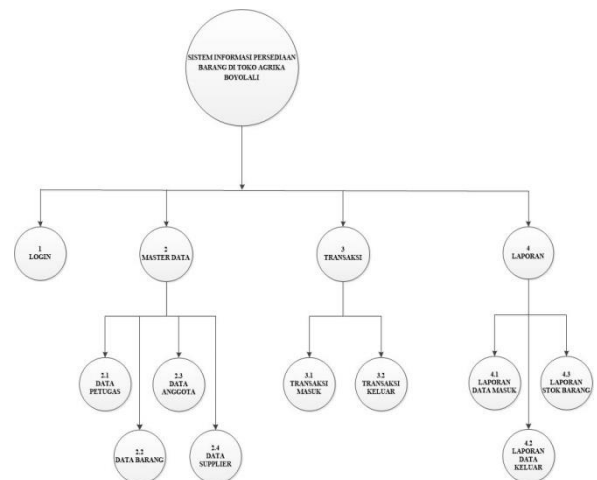 SISTEM INFORMASI PERSEDIAAN
BARANG DI TOKO AGRIKA
BOYOLALI
1
LOGIN
2
MASTER DATA
3
TRANSAKSI
4
LAPORAN
2.1
DATA
PETUGAS
2.3
DATA
ANGGOTA
3.1
TRANSAKSI
MASUK
3.2
TRANSAKSI
KELUAR
4.1
LAPORAN
DATA MASUK
4.3
LAPORAN
STOK BARANG
2.2
DATA BARANG
2.4
DATA
SUPPLIER
4.2
LAPORAN
DATA
KELUAR